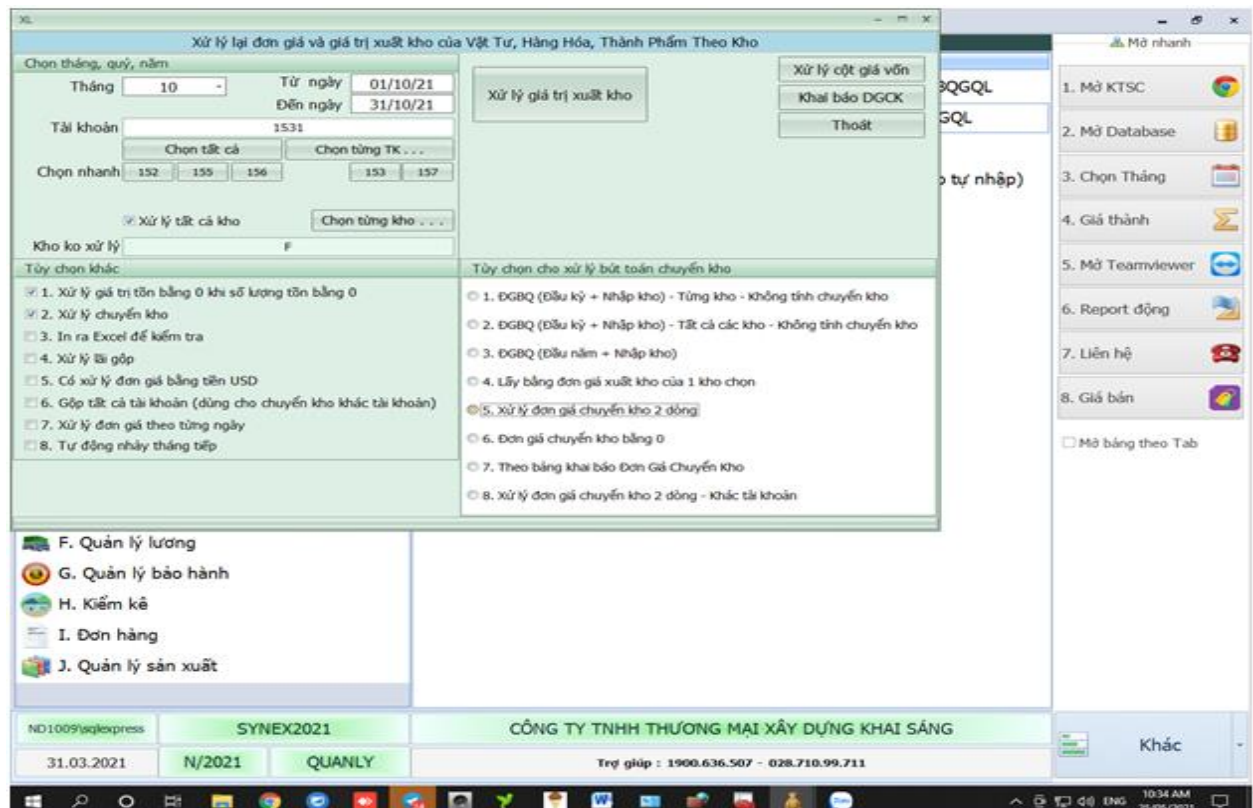 XL
Xử lý lại đơn giá và giá trị xuất kho của Vật Tư, Hàng Hóa, Thành Phẩm Theo Kho
Chọn tháng, quý, năm
Tháng 10 Từ ngày 01/10/21
Đến ngày 31/10/21
Tài khoản 1531
Chọn tất cả Chọn từng TK . . .
Chọn nhanh 152 155 156 153 157
Xử lý tất cả kho Chọn từng kho . . .
Kho ko xử lý F
Xử lý giá trị xuất kho
Xử lý cột giá vốn
Khai báo DGCK
Thoát
Tùy chọn khác
1. Xử lý giá trị tồn bằng 0 khi số lượng tồn bằng 0
2. Xử lý chuyển kho
3. In ra Excel để kiểm tra
4. Xử lý lãi gộp
5. Có xử lý đơn giá bằng tiền USD
6. Gộp tất cả tài khoản (dùng cho chuyển kho khác tài khoản)
7. Xử lý đơn giá theo từng ngày
8. Tự động nhảy tháng tiếp
Tùy chọn cho xử lý bút toán chuyển kho
1. ĐGBQ (Đầu kỳ + Nhập kho) - Từng kho - Không tính chuyển kho
2. ĐGBQ (Đầu kỳ + Nhập kho) - Tất cả các kho - Không tính chuyển kho
3. ĐGBQ (Đầu năm + Nhập kho)
4. Lấy bằng đơn giá xuất kho của 1 kho chọn
5. Xử lý đơn giá chuyển kho 2 dòng
6. Đơn giá chuyển kho bằng 0
7. Theo bảng khai báo Đơn Giá Chuyển Kho
8. Xử lý đơn giá chuyển kho 2 dòng - Khác tài khoản
BQGQL
GQL
tự nhập)
Mở nhanh
1. Mở KTSC
2. Mở Database
3. Chọn Tháng
4. Giá thành
5. Mở Teamviewer
6. Report động
7. Liên hệ
8. Giá bán
Mở bảng theo Tab
F. Quản lý lương
G. Quản lý bảo hành
H. Kiểm kê
I. Đơn hàng
J. Quản lý sản xuất
ND1009\sqlexpress SYNEX2021 CÔNG TY TNHH THƯƠNG MẠI XÂY DỰNG KHAI SÁNG
31.03.2021 N/2021 QUANLY Trợ giúp : 1900.636.507 - 028.710.99.711
Khác
ENG 10:34 AM